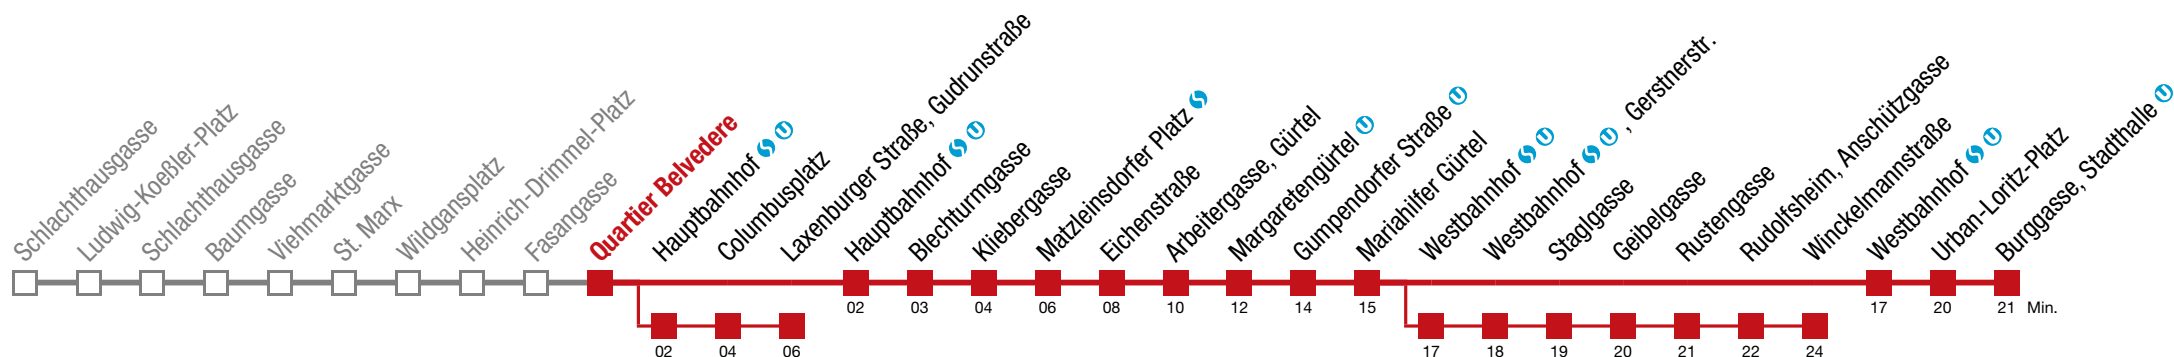 Schlachthausgasse
Ludwig-Koeßler-Platz
Schlachthausgasse
Baumgasse
Viehmarktgasse
St. Marx
Wildgansplatz
Heinrich-Drimmel-Platz
Fasangasse
Quartier Belvedere
Hauptbahnhof S U
Columbusplatz
Laxenburger Straße, Gudrunstraße
Hauptbahnhof S U
Blechturmgasse
Kliebergasse
Matzleinsdorfer Platz S
Eichenstraße
Arbeitergasse, Gürtel
Margaretengürtel U
Gumpendorfer Straße U
Mariahilfer Gürtel
Westbahnhof S U
Westbahnhof S U , Gerstnerstr.
Staglgasse
Geibelgasse
Rustengasse
Rudolfsheim, Anschützgasse
Winckelmannstraße
Westbahnhof S U
Urban-Loritz-Platz
Burggasse, Stadthalle U
02 03 04 06 08 10 12 14 15 17 20 21 Min.
02 04 06 17 18 19 20 21 22 24